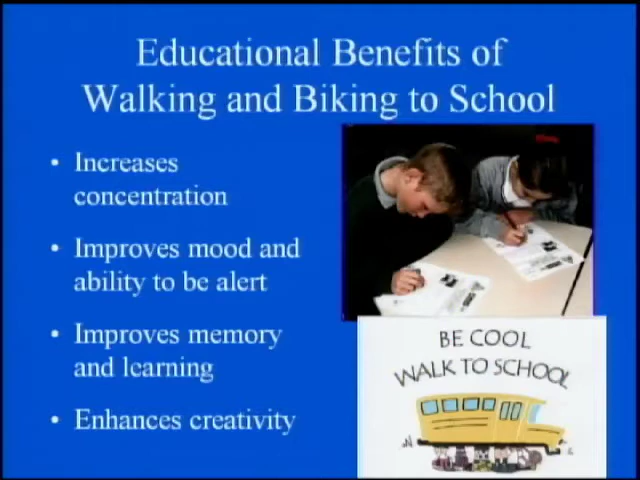 Educational Benefits of
Walking and Biking to School
• Increases
concentration
• Improves mood and
ability to be alert
• Improves memory
and learning
• Enhances creativity
BE COOL
WALK TO SCHOOL